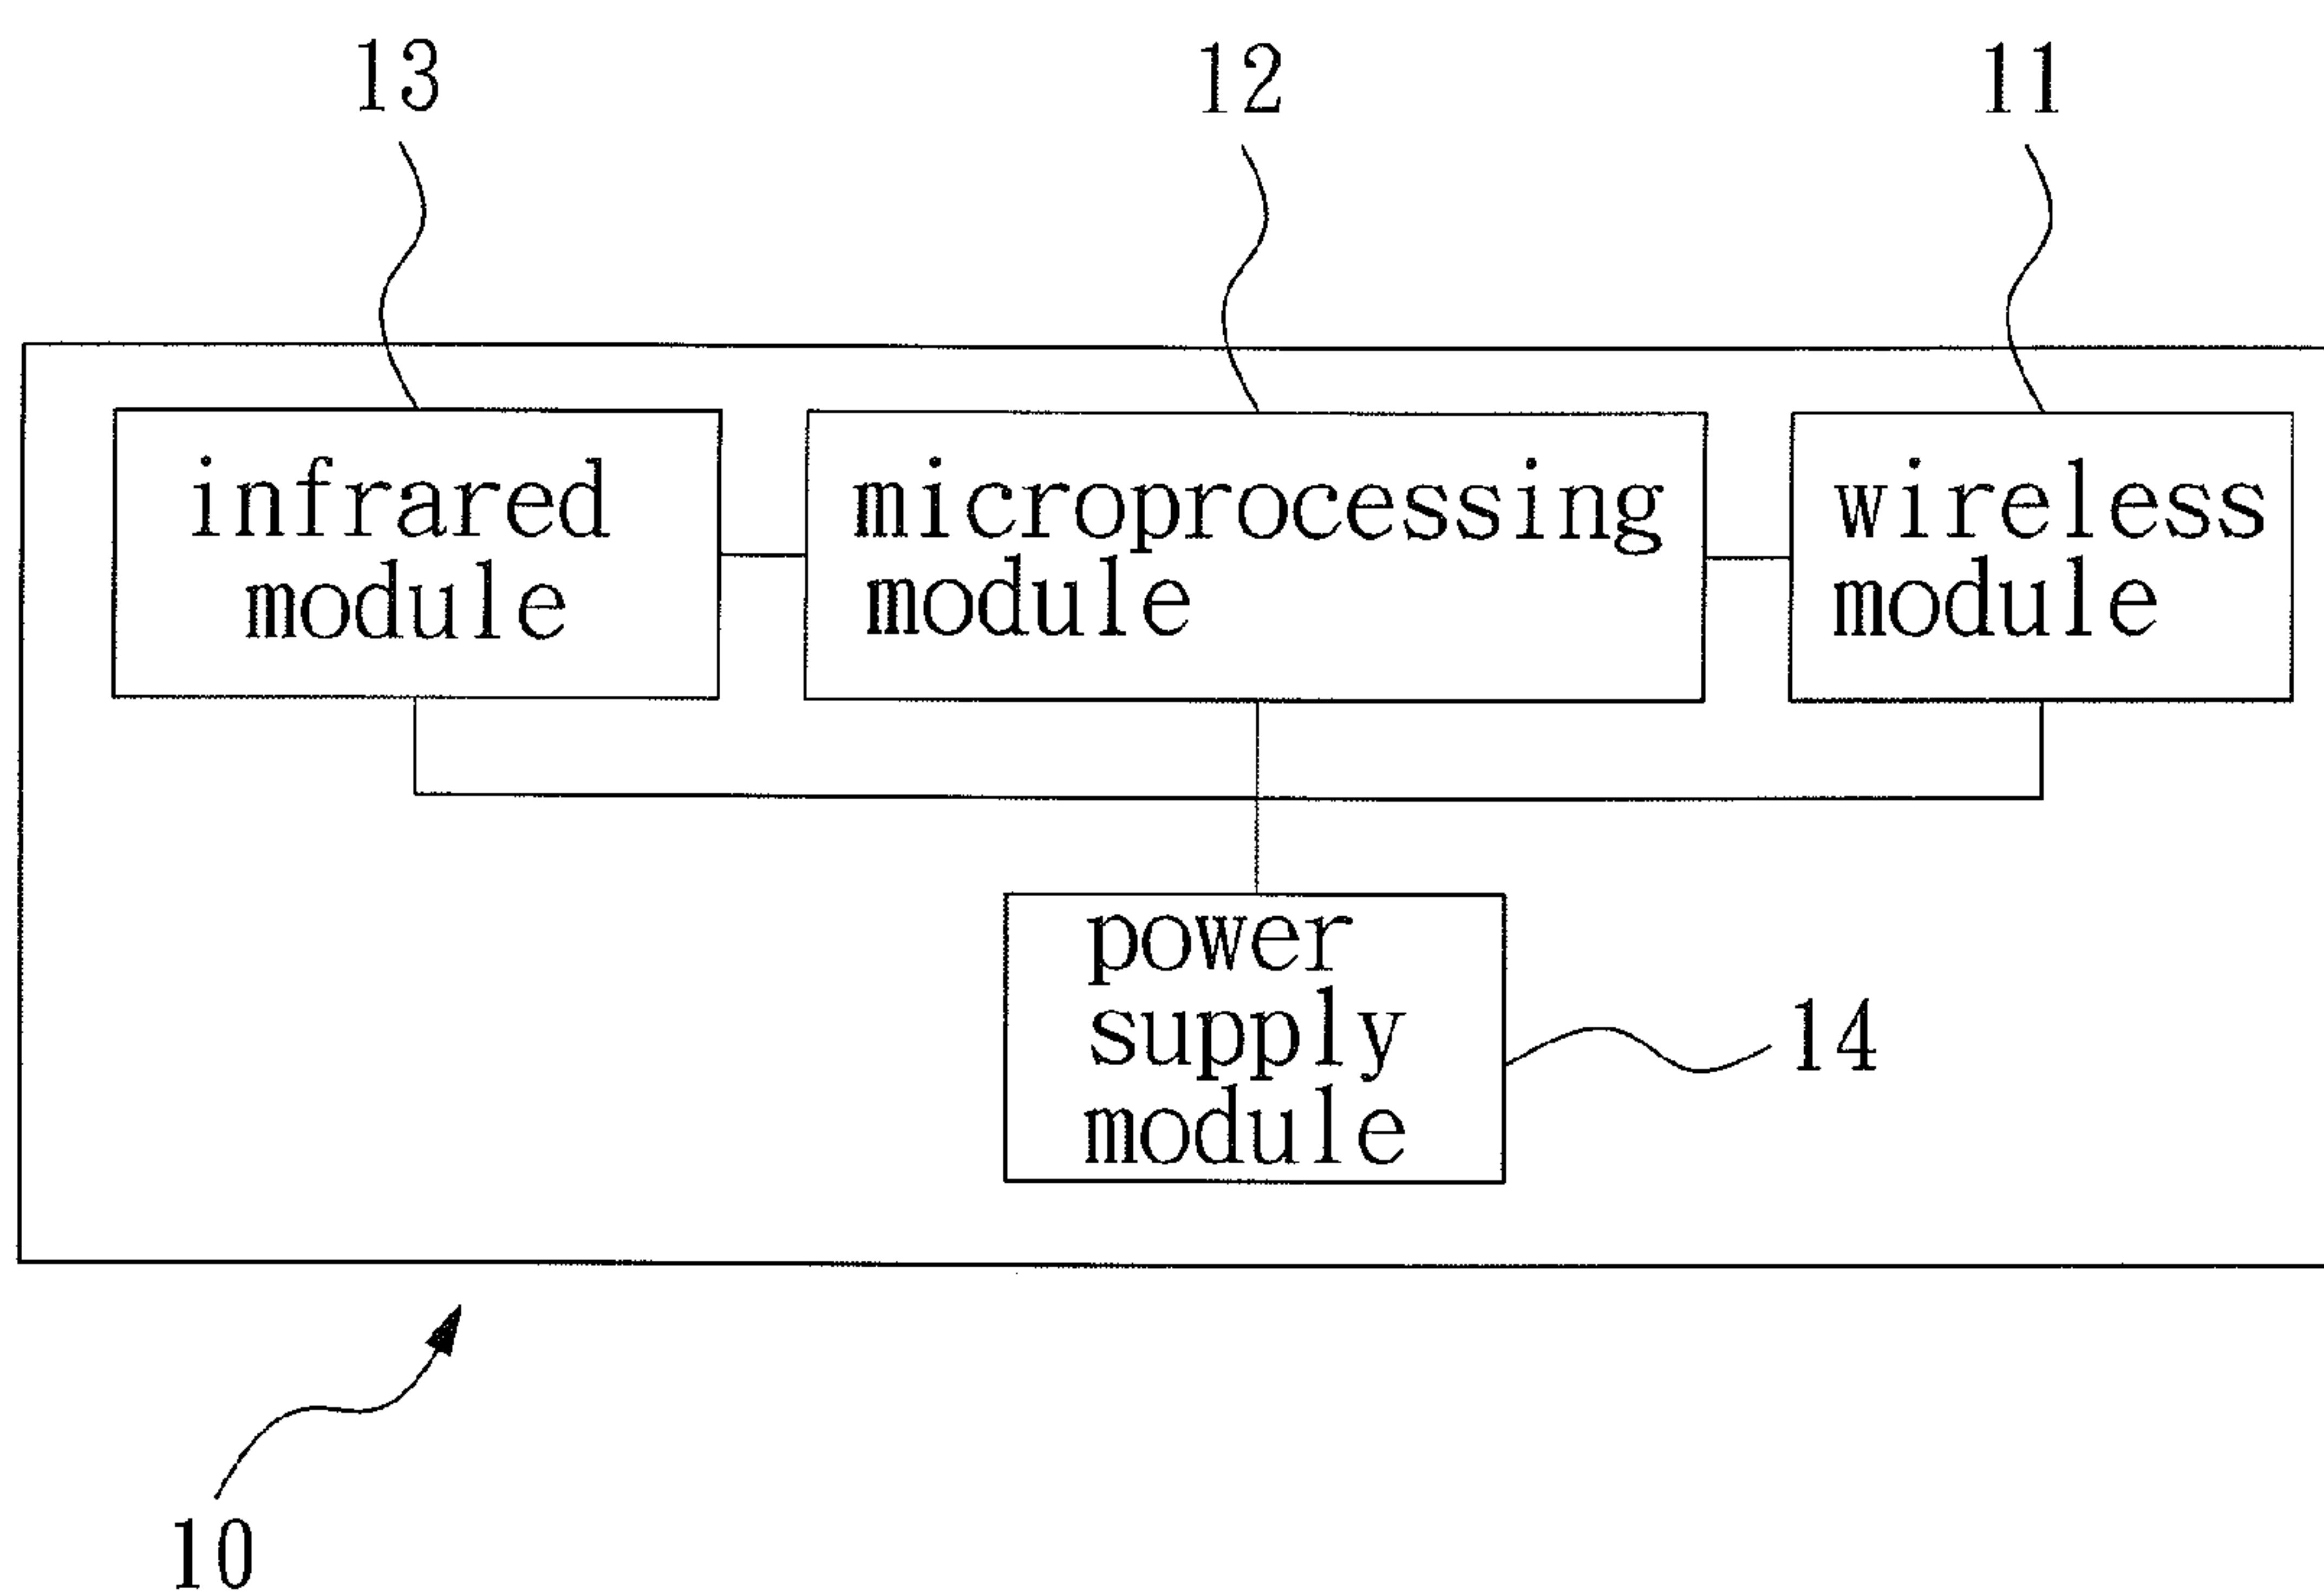 13
12
11
infrared
module
microprocessing
module
wireless
module
power
supply
module
14
10